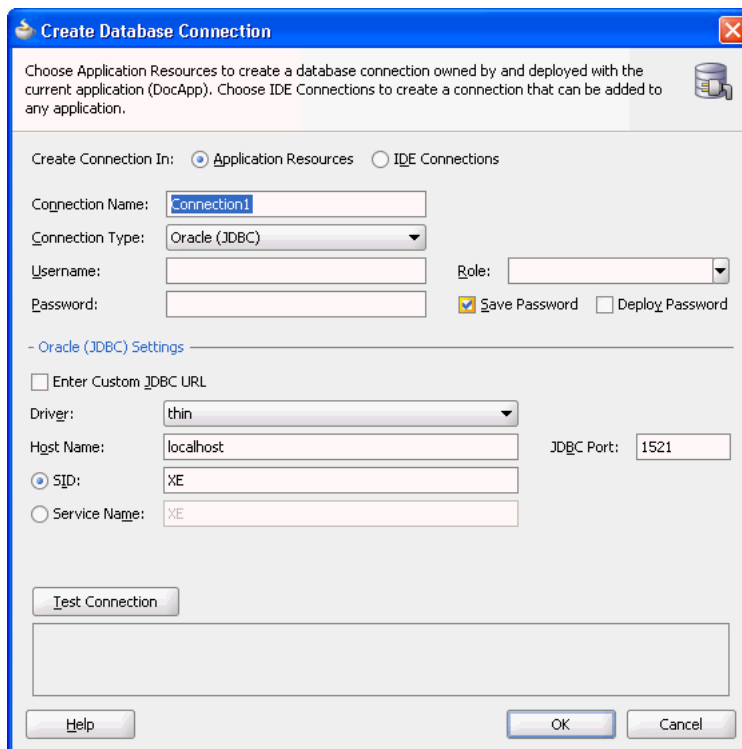 Create Database Connection
Choose Application Resources to create a database connection owned by and deployed with the
current application (DocApp). Choose IDE Connections to create a connection that can be added to
any application.
Create Connection In: Application Resources IDE Connections
Connection Name: Connection1
Connection Type: Oracle (JDBC)
Username: Role:
Password: Save Password Deploy Password
- Oracle (JDBC) Settings
Enter Custom JDBC URL
Driver: thin
Host Name: localhost JDBC Port: 1521
SID: XE
Service Name: XE
Test Connection
Help OK Cancel